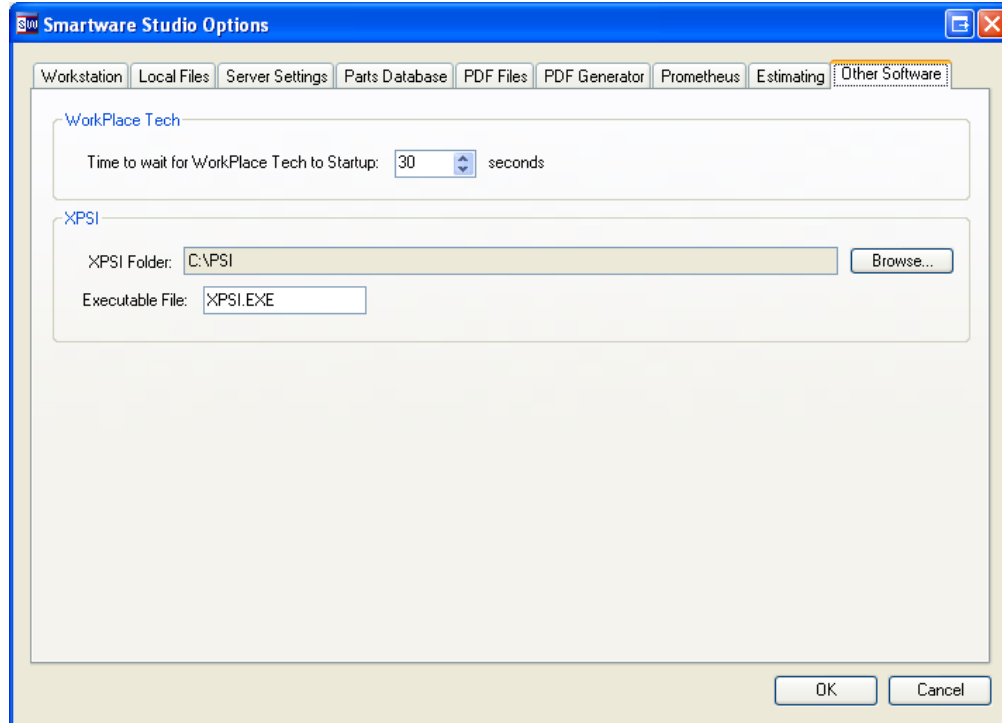 SW Smartware Studio Options
Workstation Local Files Server Settings Parts Database PDF Files PDF Generator Prometheus Estimating Other Software
WorkPlace Tech
Time to wait for WorkPlace Tech to Startup: 30 seconds
XPSI
XPSI Folder: C:\PSI Browse...
Executable File: XPSI.EXE
OK Cancel